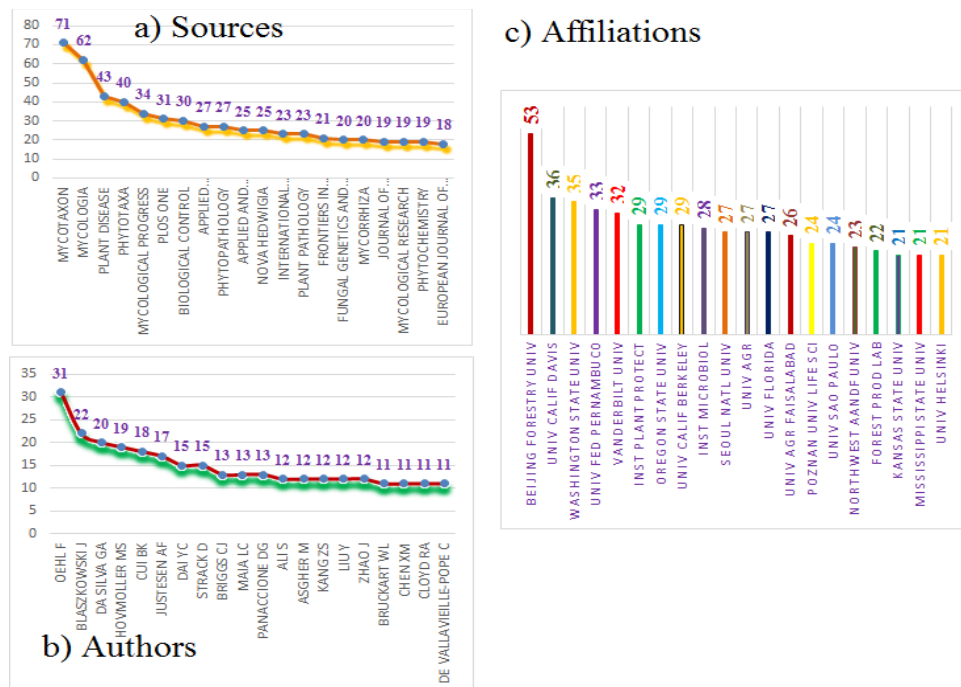 a) Sources
80
70
60
50
40
30
20
10
0
71
62
43
40
34
31
30
27
27
25
25
23
23
21
20
20
19
19
19
18
MYCOTAXON
MYCOLOGIA
PLANT DISEASE
PHYTOTAXA
MYCOLOGICAL PROGRESS
PLOS ONE
BIOLOGICAL CONTROL
APPLIED...
PHYTOPATHOLOGY
APPLIED AND...
NOVA HEDWIGIA
INTERNATIONAL...
PLANT PATHOLOGY
FRONTIERS IN...
FUNGAL GENETICS AND...
MYCORRHIZA
JOURNAL OF...
MYCOLOGICAL RESEARCH
PHYTOCHEMISTRY
EUROPEAN JOURNAL OF...
35
30
25
20
15
10
5
0
31
22
20
19
18
17
15
15
13
13
13
12
12
12
12
12
11
11
11
11
OEHL F
BLASZKOWSKI J
DA SILVA GA
HOVMOLLER MS
CUI BK
JUSTESEN AF
DAI YC
STRACK D
BRIGGS CJ
MAIA LC
PANACCIONE DG
ALI S
ASGHER M
KANG ZS
LIU Y
ZHAO J
BRUCKART WL
CHEN XM
CLOYD RA
DE VALLAVIEILLE-POPE C
b) Authors
c) Affiliations
53
36
35
33
32
29
29
29
28
27
27
27
26
24
24
23
22
21
21
21
BEIJING FORESTRY UNIV
UNIV CALIF DAVIS
WASHINGTON STATE UNIV
UNIV FED PERNAMBUCO
VANDERBILT UNIV
INST PLANT PROTECT
OREGON STATE UNIV
UNIV CALIF BERKELEY
INST MICROBIOL
SEOUL NATL UNIV
UNIV AGR
UNIV FLORIDA
UNIV AGR FAISALABAD
POZNAN UNIV LIFE SCI
UNIV SAO PAULO
NORTHWEST AANDF UNIV
FOREST PROD LAB
KANSAS STATE UNIV
MISSISSIPPI STATE UNIV
UNIV HELSINKI